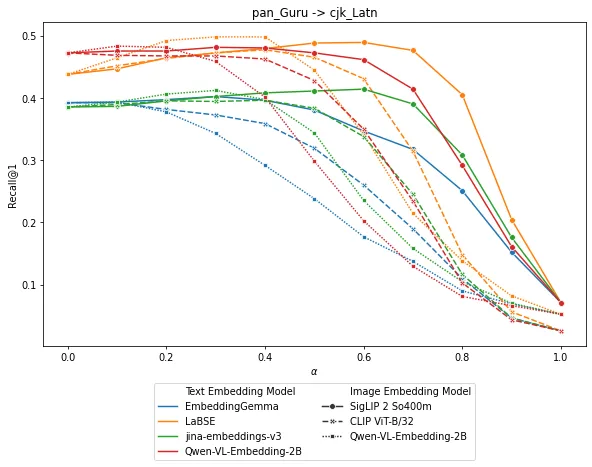 pan_Guru -> cjk_Latn
0.5
0.4
0.3
0.2
0.1
Recall@1
0.0
0.2
0.4
0.6
0.8
1.0
α
Text Embedding Model
EmbeddingGemma
LaBSE
jina-embeddings-v3
Qwen-VL-Embedding-2B
Image Embedding Model
SigLIP 2 So400m
CLIP ViT-B/32
Qwen-VL-Embedding-2B